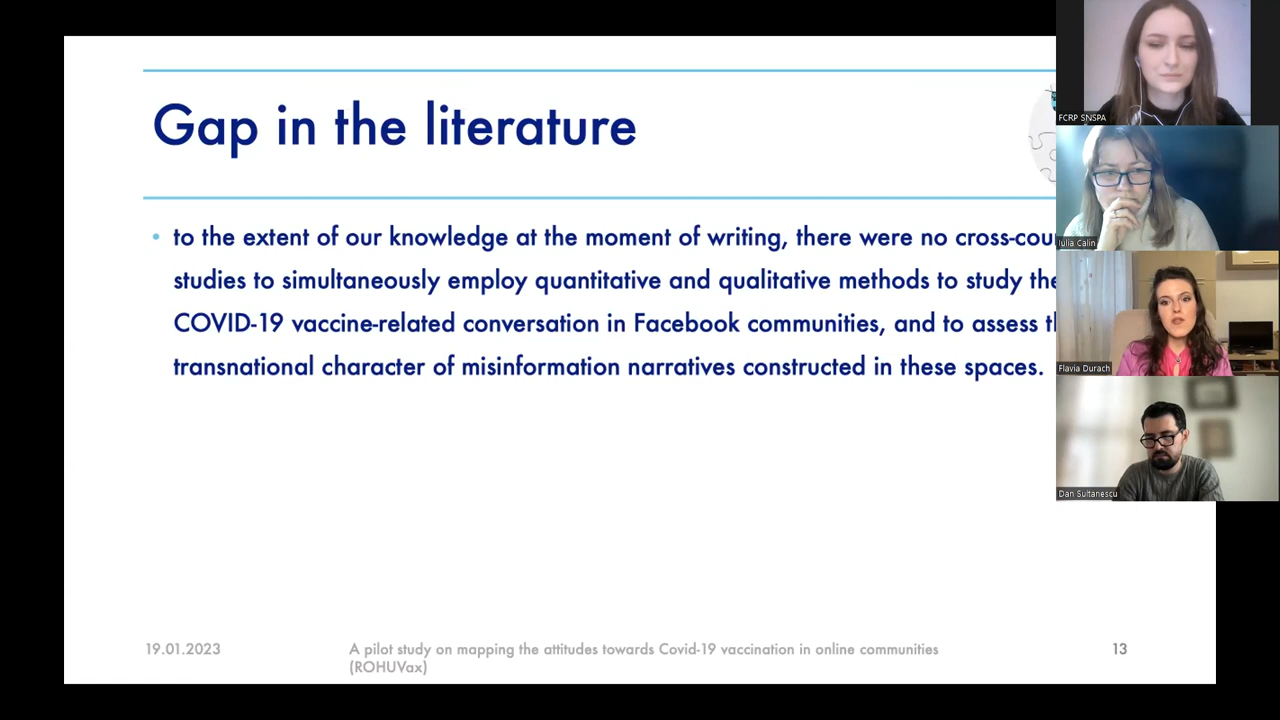 Gap in the literature
• to the extent of our knowledge at the moment of writing, there were no cross-cou
studies to simultaneously employ quantitative and qualitative methods to study the
COVID-19 vaccine-related conversation in Facebook communities, and to assess th
transnational character of misinformation narratives constructed in these spaces.
19.01.2023
A pilot study on mapping the attitudes towards Covid-19 vaccination in online communities
(ROHUVax)
13
FCRP SNSPA
Iulia Calin
Flavia Durach
Dan Sultanescu